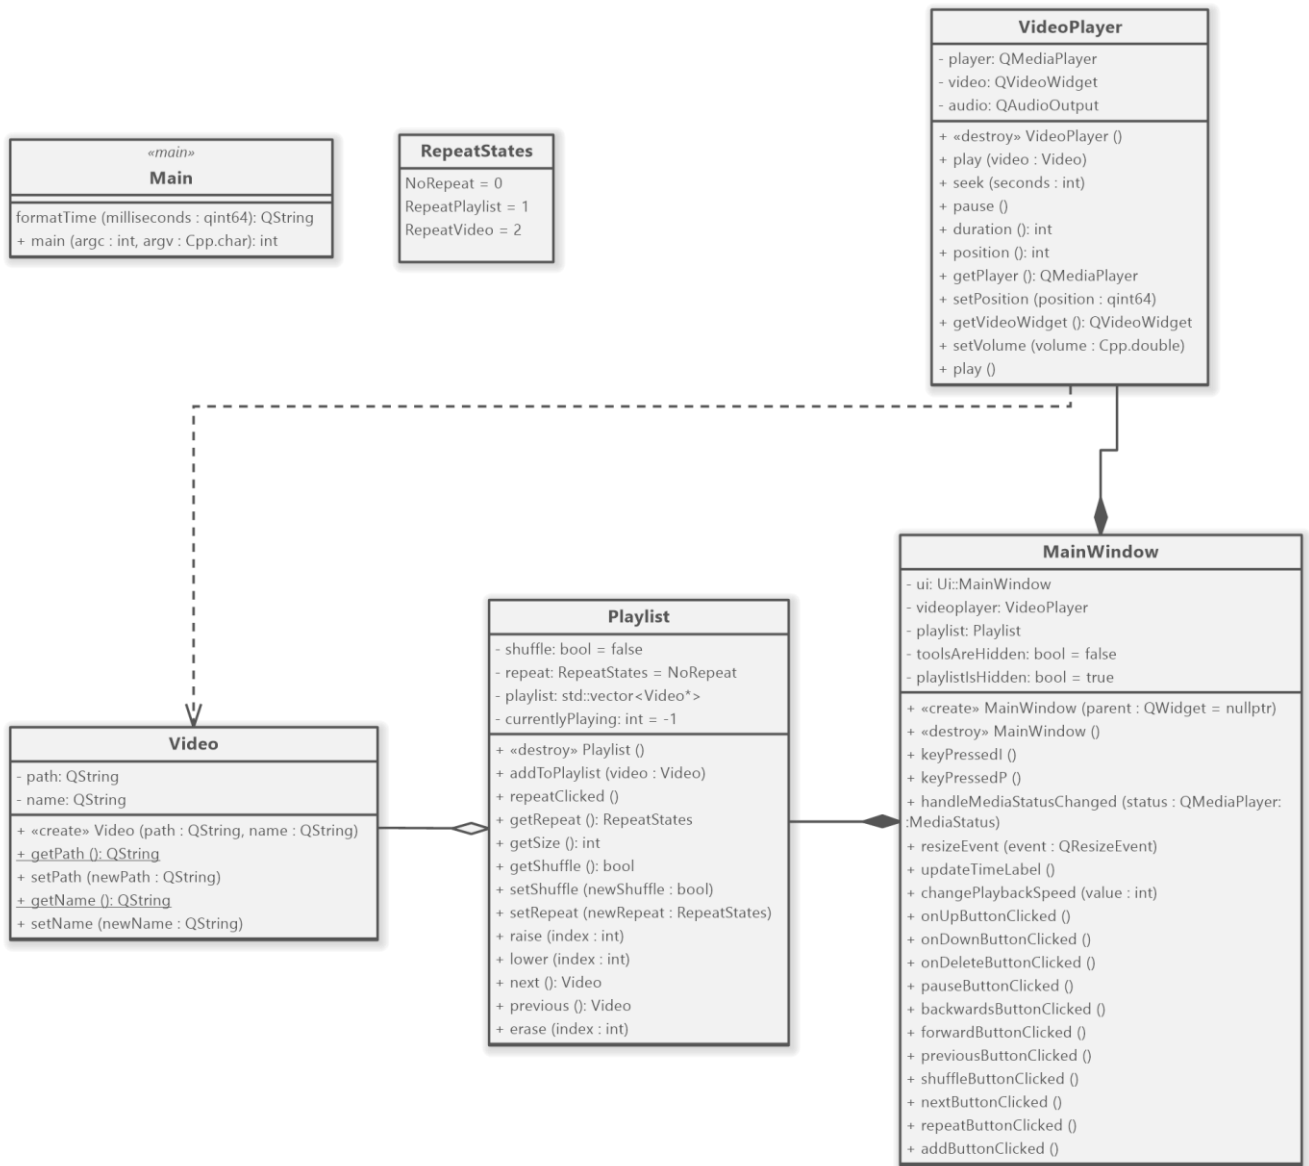 VideoPlayer
- player: QMediaPlayer
- video: QVideoWidget
- audio: QAudioOutput
+ «destroy» VideoPlayer ()
+ play (video : Video)
+ seek (seconds : int)
+ pause ()
+ duration (): int
+ position (): int
+ getPlayer (): QMediaPlayer
+ setPosition (position : qint64)
+ getVideoWidget (): QVideoWidget
+ setVolume (volume : Cpp.double)
+ play ()
«main»
Main
formatTime (milliseconds : qint64): QString
+ main (argc : int, argv : Cpp.char): int
RepeatStates
NoRepeat = 0
RepeatPlaylist = 1
RepeatVideo = 2
Video
- path: QString
- name: QString
+ «create» Video (path : QString, name : QString)
+ getPath (): QString
+ setPath (newPath : QString)
+ getName (): QString
+ setName (newName : QString)
Playlist
- shuffle: bool = false
- repeat: RepeatStates = NoRepeat
- playlist: std::vector<Video*>
- currentlyPlaying: int = -1
+ «destroy» Playlist ()
+ addToPlaylist (video : Video)
+ repeatClicked ()
+ getRepeat (): RepeatStates
+ getSize (): int
+ getShuffle (): bool
+ setShuffle (newShuffle : bool)
+ setRepeat (newRepeat : RepeatStates)
+ raise (index : int)
+ lower (index : int)
+ next (): Video
+ previous (): Video
+ erase (index : int)
MainWindow
- ui: Ui::MainWindow
- videoplayer: VideoPlayer
- playlist: Playlist
- toolsAreHidden: bool = false
- playlistIsHidden: bool = true
+ «create» MainWindow (parent : QWidget = nullptr)
+ «destroy» MainWindow ()
+ keyPressedI ()
+ keyPressedP ()
+ handleMediaStatusChanged (status : QMediaPlayer:
:MediaStatus)
+ resizeEvent (event : QResizeEvent)
+ updateTimeLabel ()
+ changePlaybackSpeed (value : int)
+ onUpButtonClicked ()
+ onDownButtonClicked ()
+ onDeleteButtonClicked ()
+ pauseButtonClicked ()
+ backwardsButtonClicked ()
+ forwardButtonClicked ()
+ previousButtonClicked ()
+ shuffleButtonClicked ()
+ nextButtonClicked ()
+ repeatButtonClicked ()
+ addButtonClicked ()